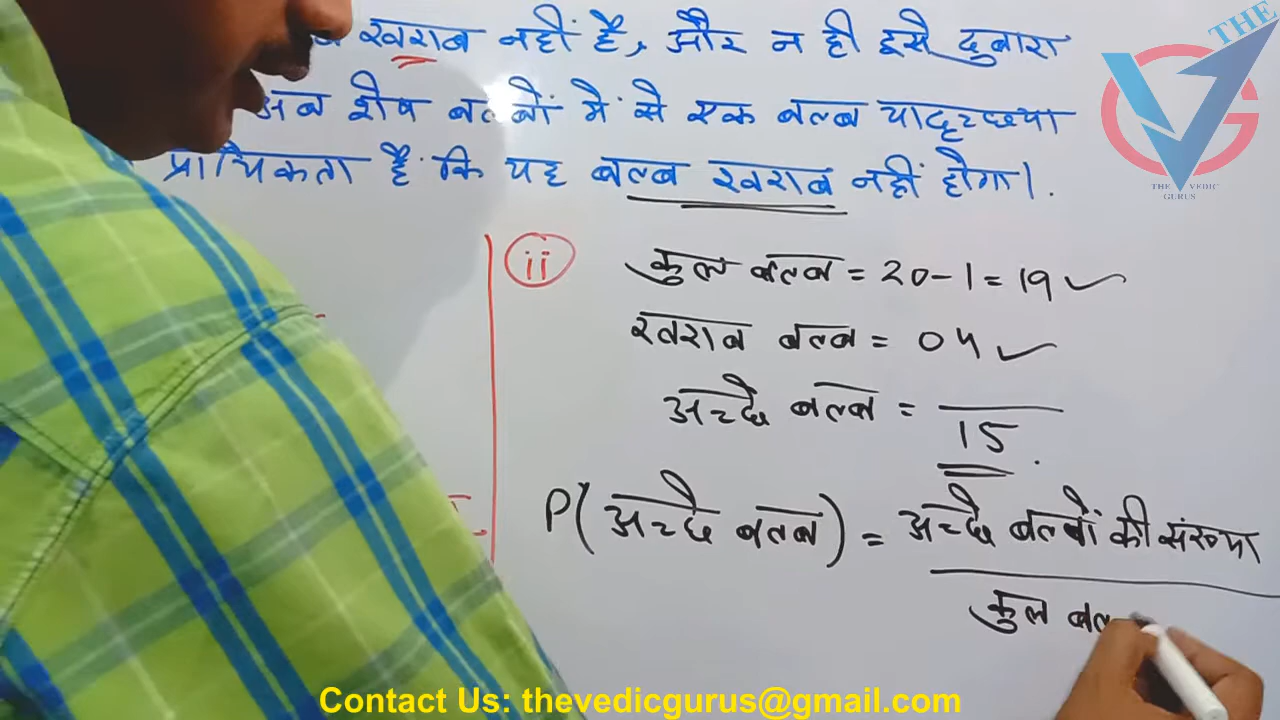 खराब नहीं है, और न ही इसे दुबारा
अब शेष बल्बों में से एक बल्ब यादृच्छया
प्रायिकता है कि यह बल्ब खराब नहीं होगा।.
THE
VG
THE VEDIC
GURUS
ii
कुल बल्ब = 20-1 = 19 ✓
खराब बल्ब = 04 ✓
अच्छे बल्ब = 15.
P(अच्छे बल्ब) = अच्छे बल्बों की संख्या
कुल
Contact Us: thevedicgurus@gmail.com